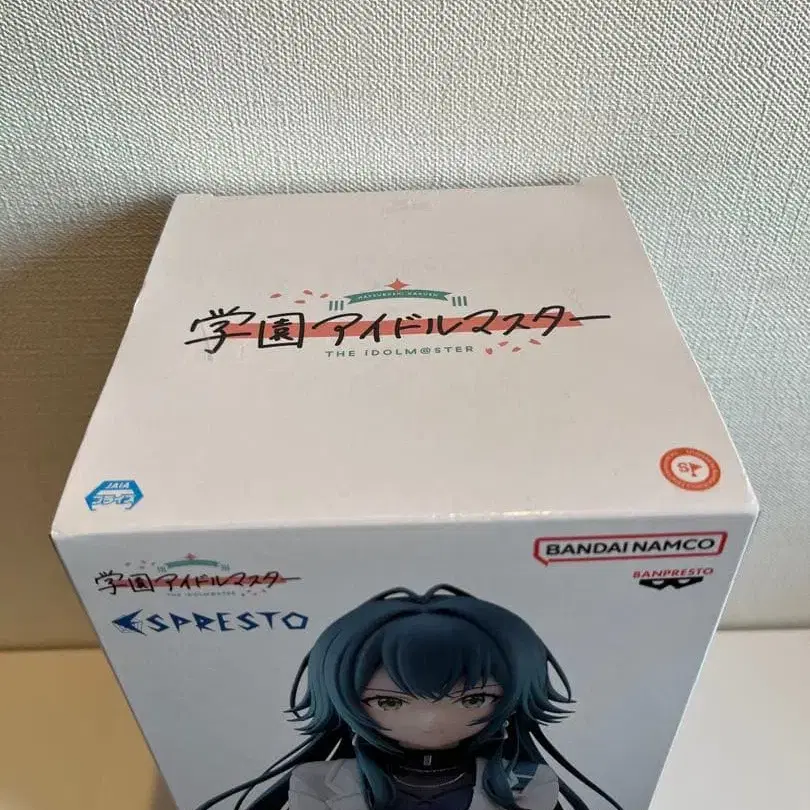 HATSUBOSHI GAKUEN
学園アイドルマスター
THE iDOLM@STER
JAIA
プライズ
BANDAI NAMCO
学園アイドルマスター
THE IDOLM@STER
BANPRESTO
ESPRESTO